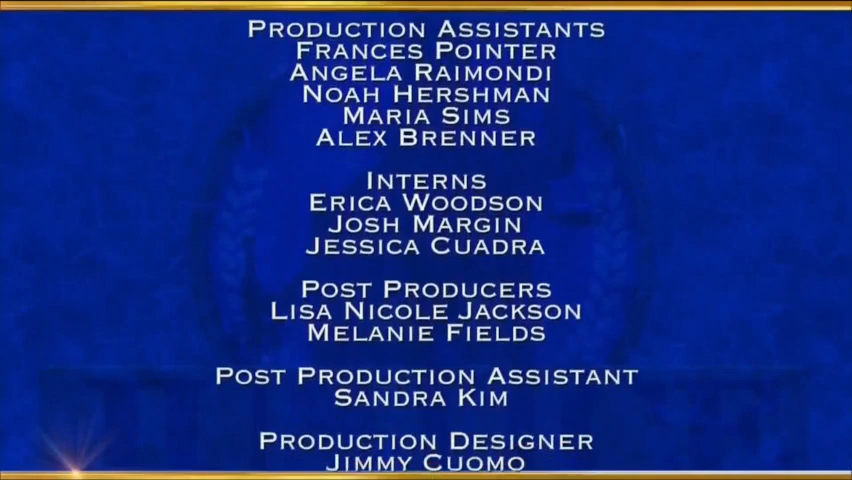 PRODUCTION ASSISTANTS
FRANCES POINTER
ANGELA RAIMONDI
NOAH HERSHMAN
MARIA SIMS
ALEX BRENNER
INTERNS
ERICA WOODSON
JOSH MARGIN
JESSICA CUADRA
POST PRODUCERS
LISA NICOLE JACKSON
MELANIE FIELDS
POST PRODUCTION ASSISTANT
SANDRA KIM
PRODUCTION DESIGNER
JIMMY CUOMO